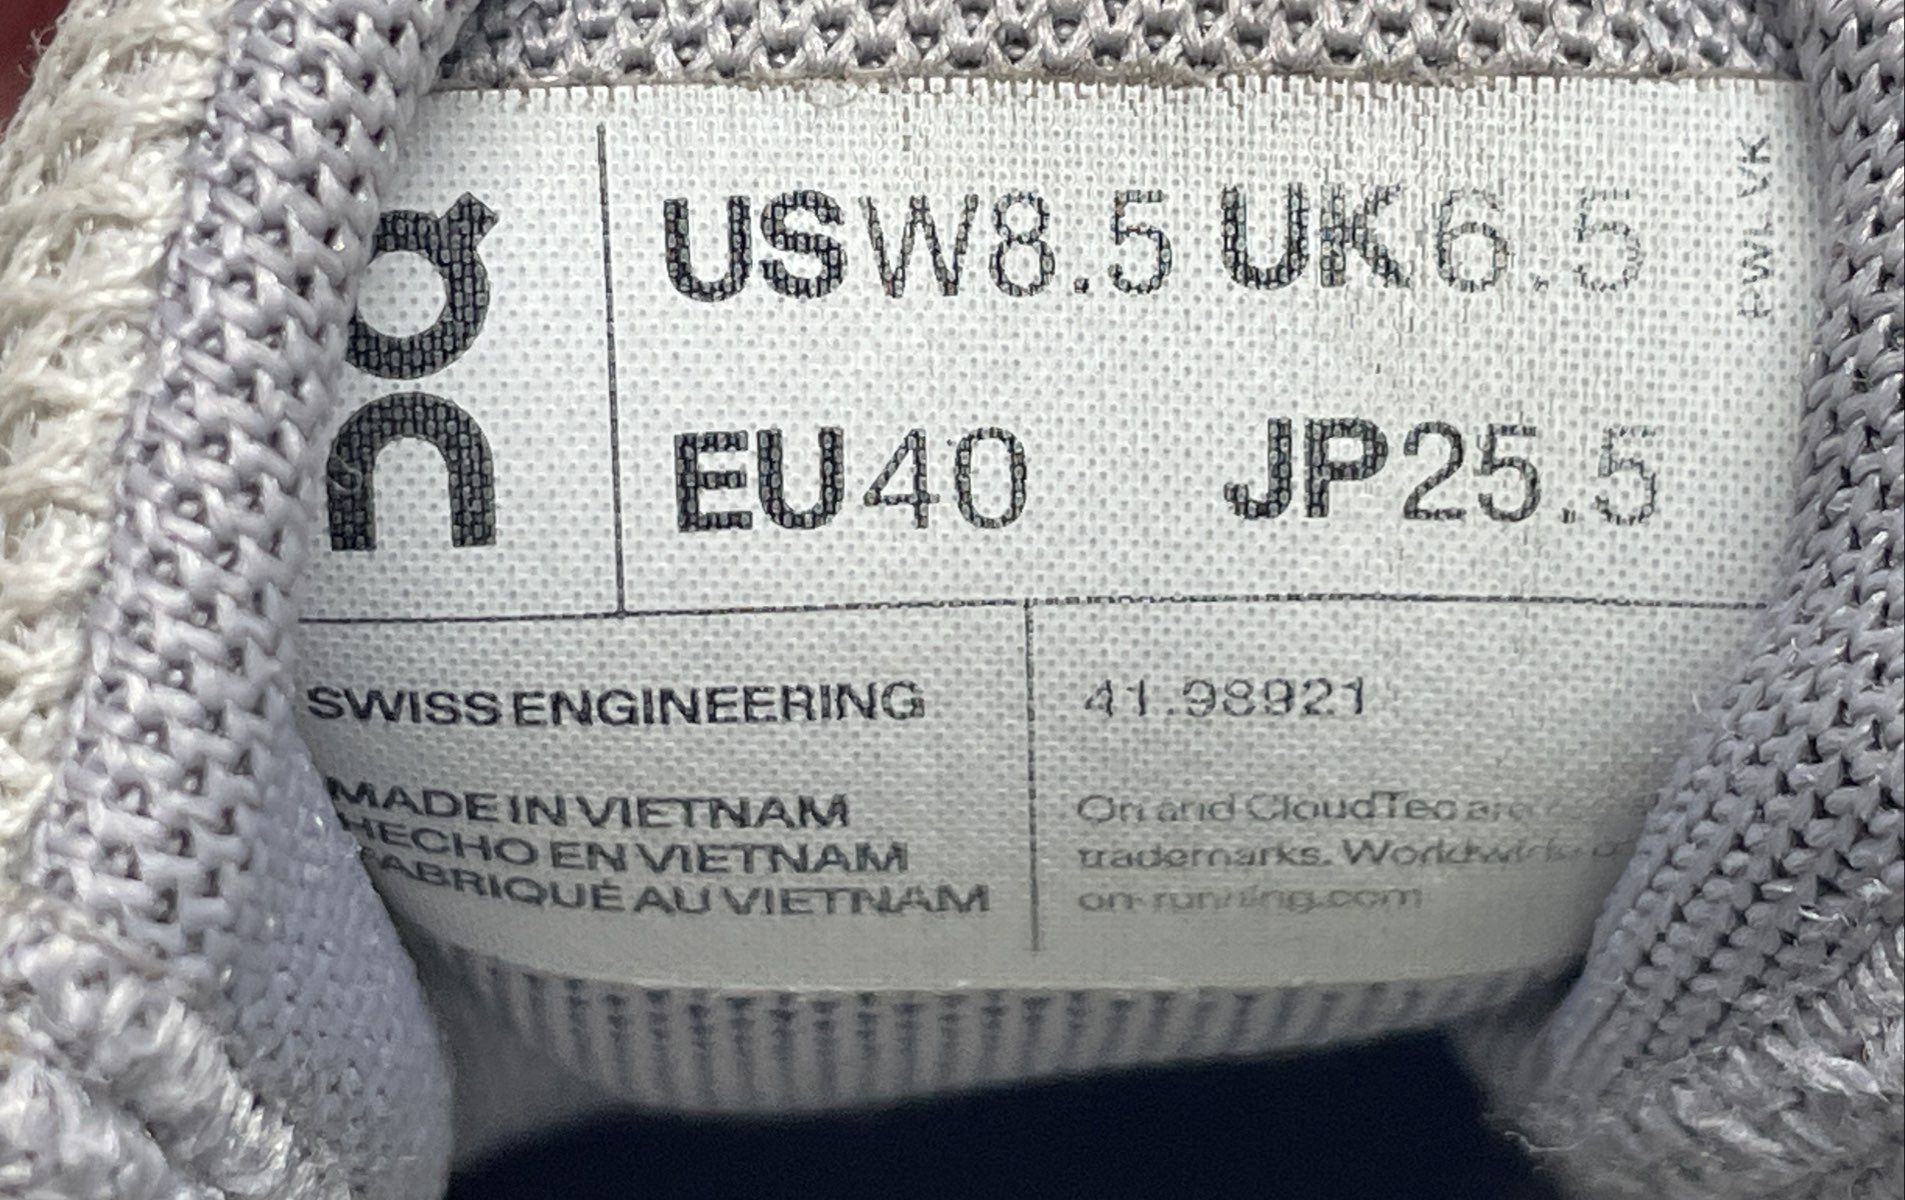 on
USW8.5 UK6.5
EU40 JP25.5
SWISS ENGINEERING
41.98921
MADE IN VIETNAM
HECHO EN VIETNAM
FABRIQUÉ AU VIETNAM
On and CloudTec are
trademarks. Worldwide
on-running.com